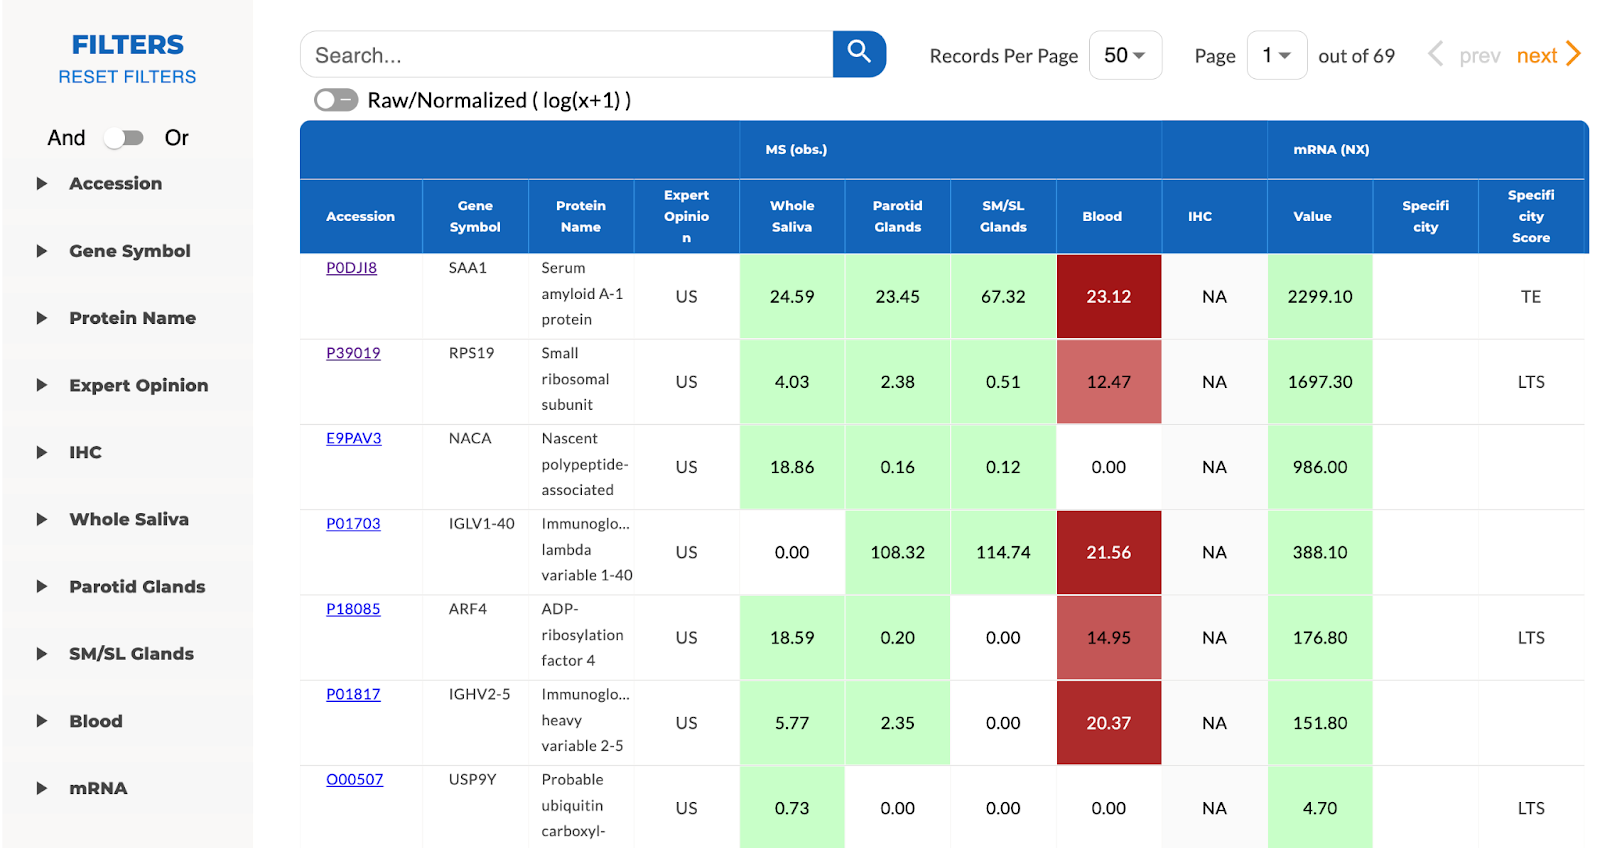 FILTERS
RESET FILTERS
And Or
Accession
Gene Symbol
Protein Name
Expert Opinion
IHC
Whole Saliva
Parotid Glands
SM/SL Glands
Blood
mRNA
Search...
Records Per Page 50 Page 1 out of 69 prev next
Raw/Normalized ( log(x+1) )
MS (obs.) mRNA (NX)
Accession
Gene
Symbol
Protein
Name
Expert
Opinio
n
Whole
Saliva
Parotid
Glands
SM/SL
Glands
Blood
IHC
Value
Specifi
city
Specifi
city
Score
P0DJI8 SAA1
Serum
amyloid A-1
protein
US 24.59 23.45 67.32 23.12 NA 2299.10 TE
P39019 RPS19
Small
ribosomal
subunit
US 4.03 2.38 0.51 12.47 NA 1697.30 LTS
E9PAV3 NACA
Nascent
polypeptide-
associated
US 18.86 0.16 0.12 0.00 NA 986.00
P01703 IGLV1-40
Immunoglo...
lambda
variable 1-40
US 0.00 108.32 114.74 21.56 NA 388.10
P18085 ARF4
ADP-
ribosylation
factor 4
US 18.59 0.20 0.00 14.95 NA 176.80 LTS
P01817 IGHV2-5
Immunoglo...
heavy
variable 2-5
US 5.77 2.35 0.00 20.37 NA 151.80
O00507 USP9Y
Probable
ubiquitin
carboxyl-
US 0.73 0.00 0.00 0.00 NA 4.70 LTS